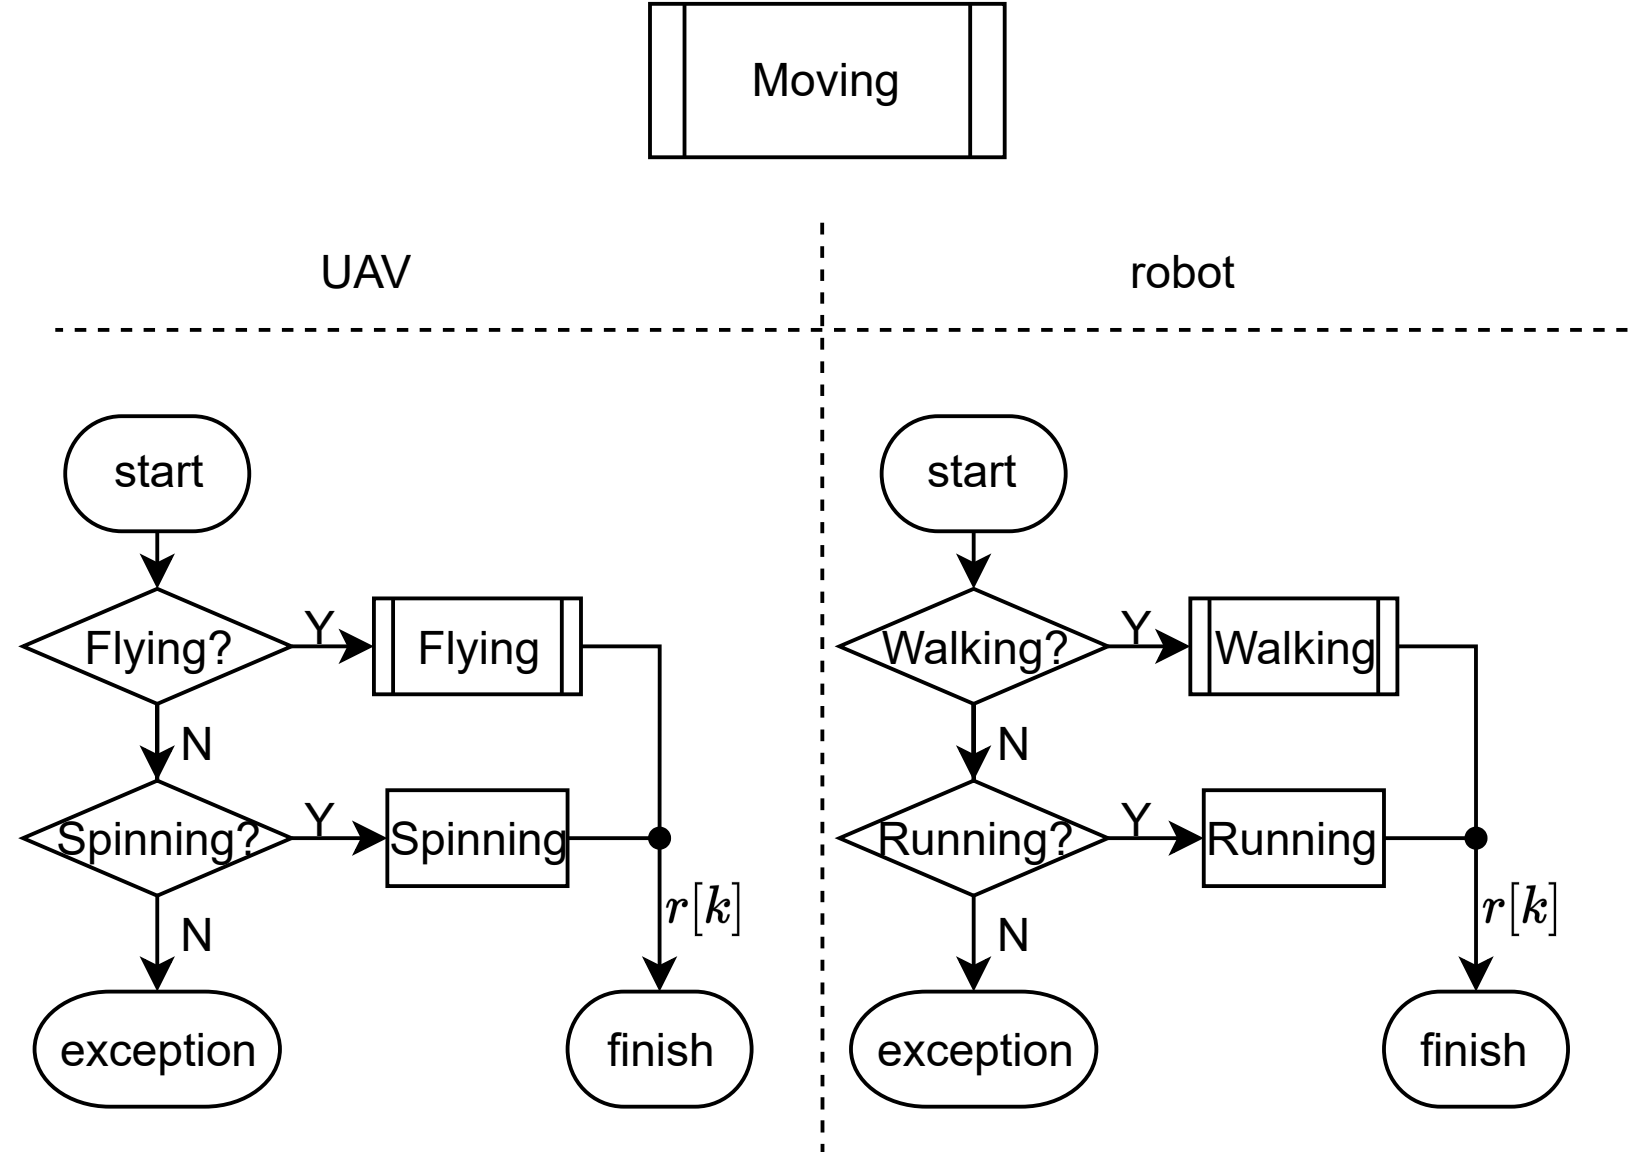 Moving
UAV
robot
start
Flying?
Y
Flying
N
Spinning?
Y
Spinning
N
r[k]
exception
finish
start
Walking?
Y
Walking
N
Running?
Y
Running
N
r[k]
exception
finish